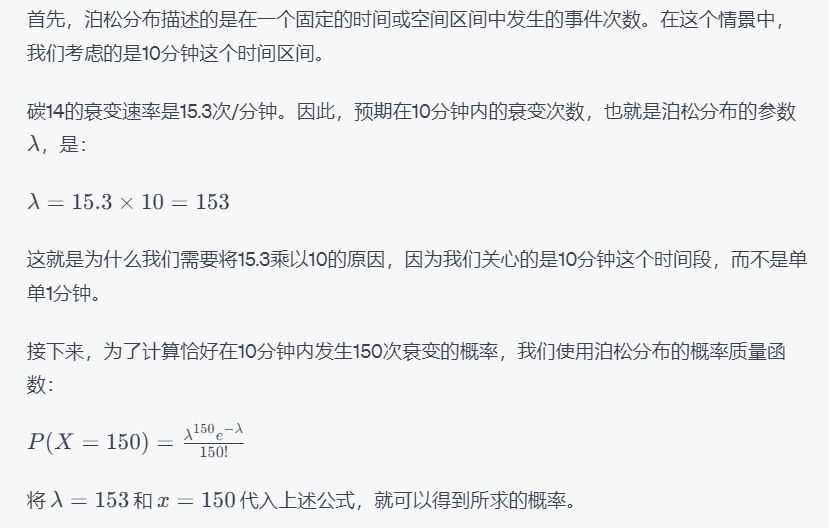 首先，泊松分布描述的是在一个固定的时间或空间区间中发生的事件次数。在这个情景中，
我们考虑的是10分钟这个时间区间。
碳14的衰变速率是15.3次/分钟。因此，预期在10分钟内的衰变次数，也就是泊松分布的参数
λ，是：
λ = 15.3 × 10 = 153
这就是为什么我们需要将15.3乘以10的原因，因为我们关心的是10分钟这个时间段，而不是单
单1分钟。
接下来，为了计算恰好在10分钟内发生150次衰变的概率，我们使用泊松分布的概率质量函
数：
P(X = 150) = \frac{λ^{150} e^{-λ}}{150!}
将 λ = 153 和 x = 150 代入上述公式，就可以得到所求的概率。